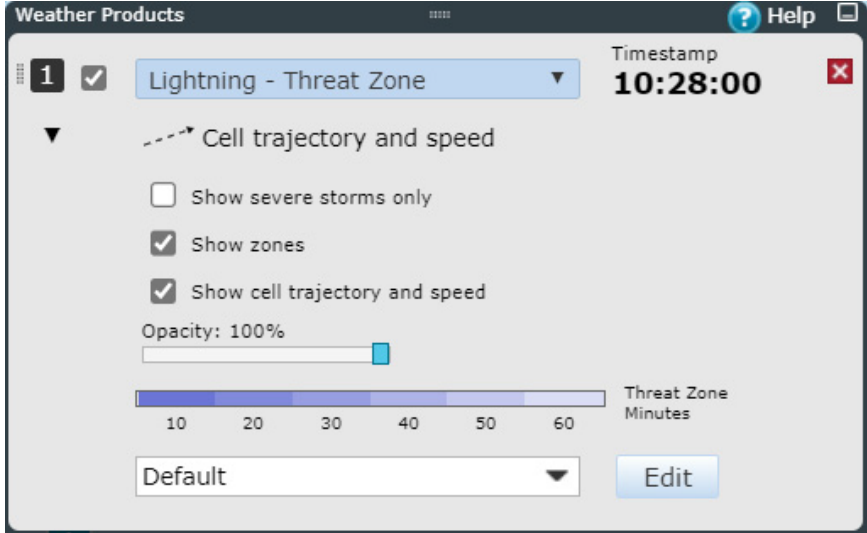 Weather Products
Help
1
Lightning - Threat Zone
Timestamp
10:28:00
Cell trajectory and speed
Show severe storms only
Show zones
Show cell trajectory and speed
Opacity: 100%
10 20 30 40 50 60
Threat Zone
Minutes
Default
Edit